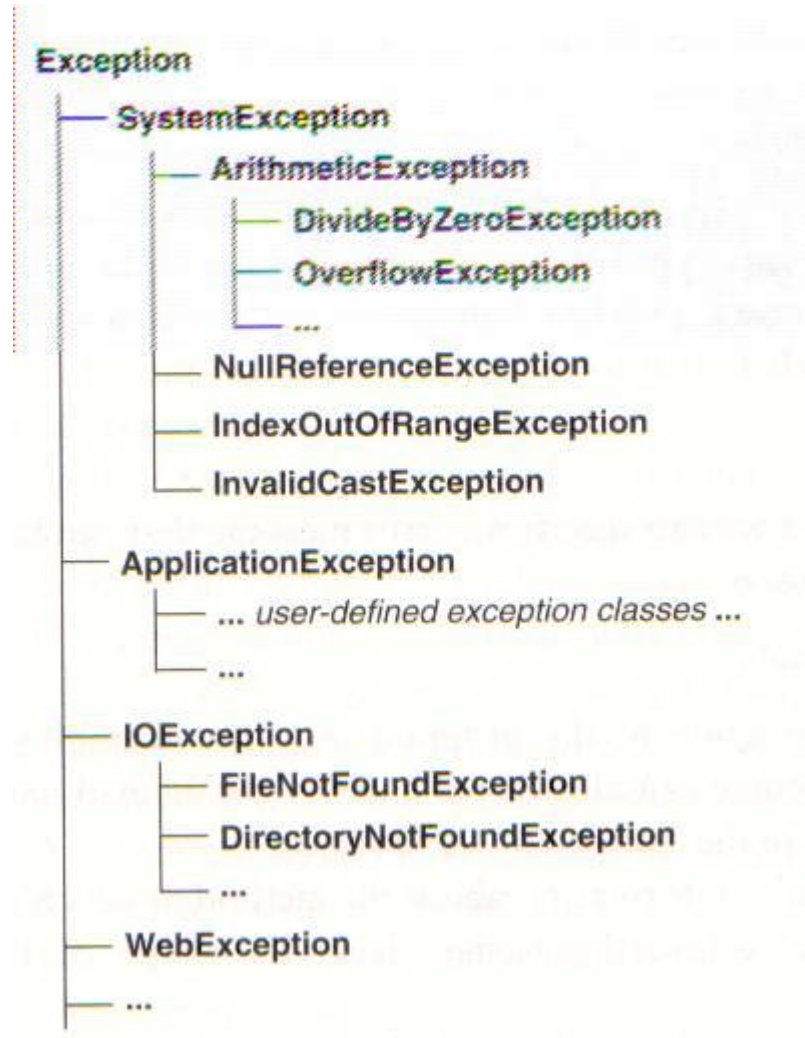 Exception
SystemException
ArithmeticException
DivideByZeroException
OverflowException
...
NullReferenceException
IndexOutOfRangeException
InvalidCastException
ApplicationException
... user-defined exception classes ...
...
IOException
FileNotFoundException
DirectoryNotFoundException
...
WebException
...